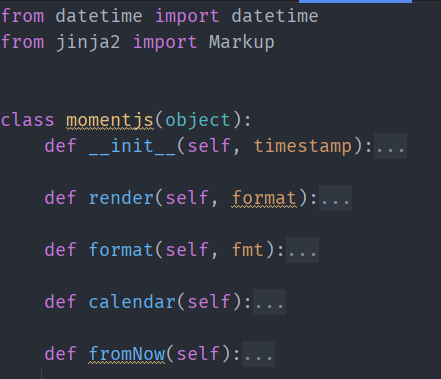 from datetime import datetime
from jinja2 import Markup
class momentjs(object):
def __init__(self, timestamp):...
def render(self, format):...
def format(self, fmt):...
def calendar(self):...
def fromNow(self):...